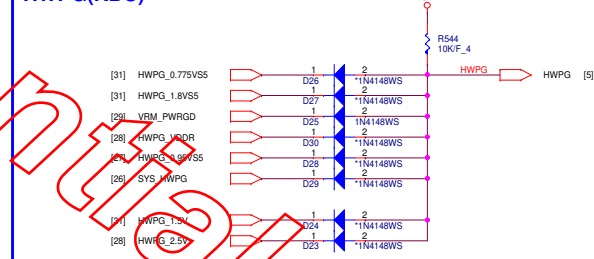 R544
10K/F_4
[31] HWPG_0.775VS5 1 2 HWPG HWPG [5]
D26 *1N4148WS
[31] HWPG_1.8VS5 1 2
D27 *1N4148WS
[29] VRM_PWRGD 1 2
D25 1N4148WS
[28] HWPG_VDDR 1 2
D30 *1N4148WS
[27] HWPG_0.95VS5 1 2
D28 *1N4148WS
[26] SYS_HWPG 1 2
D29 *1N4148WS
[31] HWPG_1.5V 1 2
D24 *1N4148WS
[28] HWPG_2.5V 1 2
D23 *1N4148WS